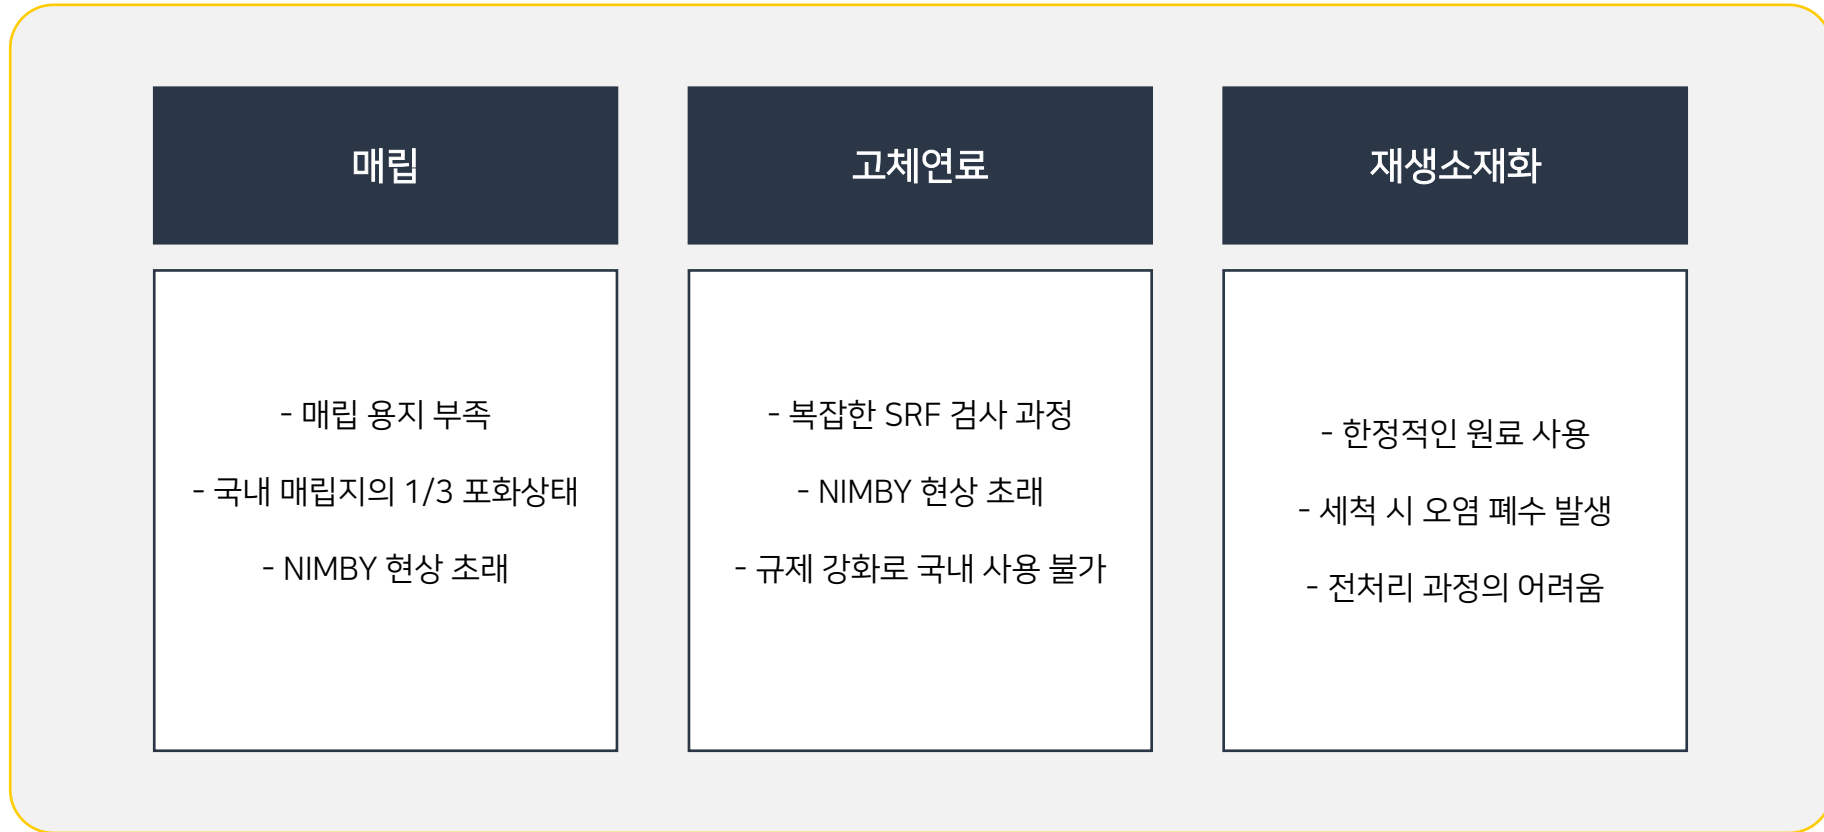 매립
- 매립 용지 부족
- 국내 매립지의 1/3 포화상태
- NIMBY 현상 초래
고체연료
- 복잡한 SRF 검사 과정
- NIMBY 현상 초래
- 규제 강화로 국내 사용 불가
재생소재화
- 한정적인 원료 사용
- 세척 시 오염 폐수 발생
- 전처리 과정의 어려움